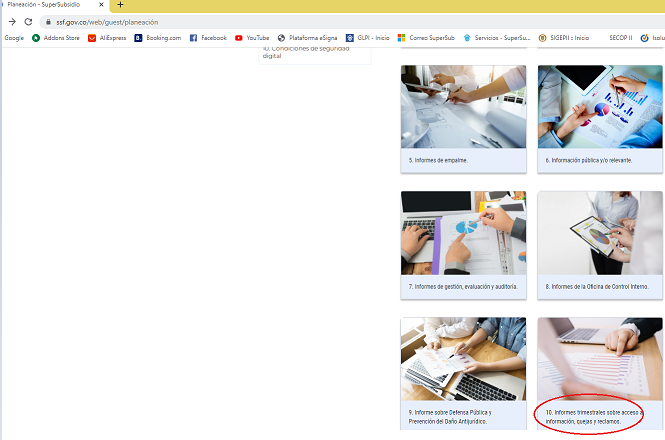 Planeación - SuperSubsidio
ssf.gov.co/web/guest/planeación
Addons Store AliExpress Booking.com Facebook YouTube Plataforma eSigna GLPI - Inicio Correo SuperSub Servicios - SuperSu... SIGEPII :: Inicio SECOP II Isolu
10. Condiciones de seguridad
digital
5. Informes de empalme.
6. Información pública y/o relevante.
7. Informes de gestión, evaluación y auditoría.
8. Informes de la Oficina de Control Interno.
9. Informe sobre Defensa Pública y
Prevención del Daño Antijurídico.
10. Informes trimestrales sobre acceso a
información, quejas y reclamos.